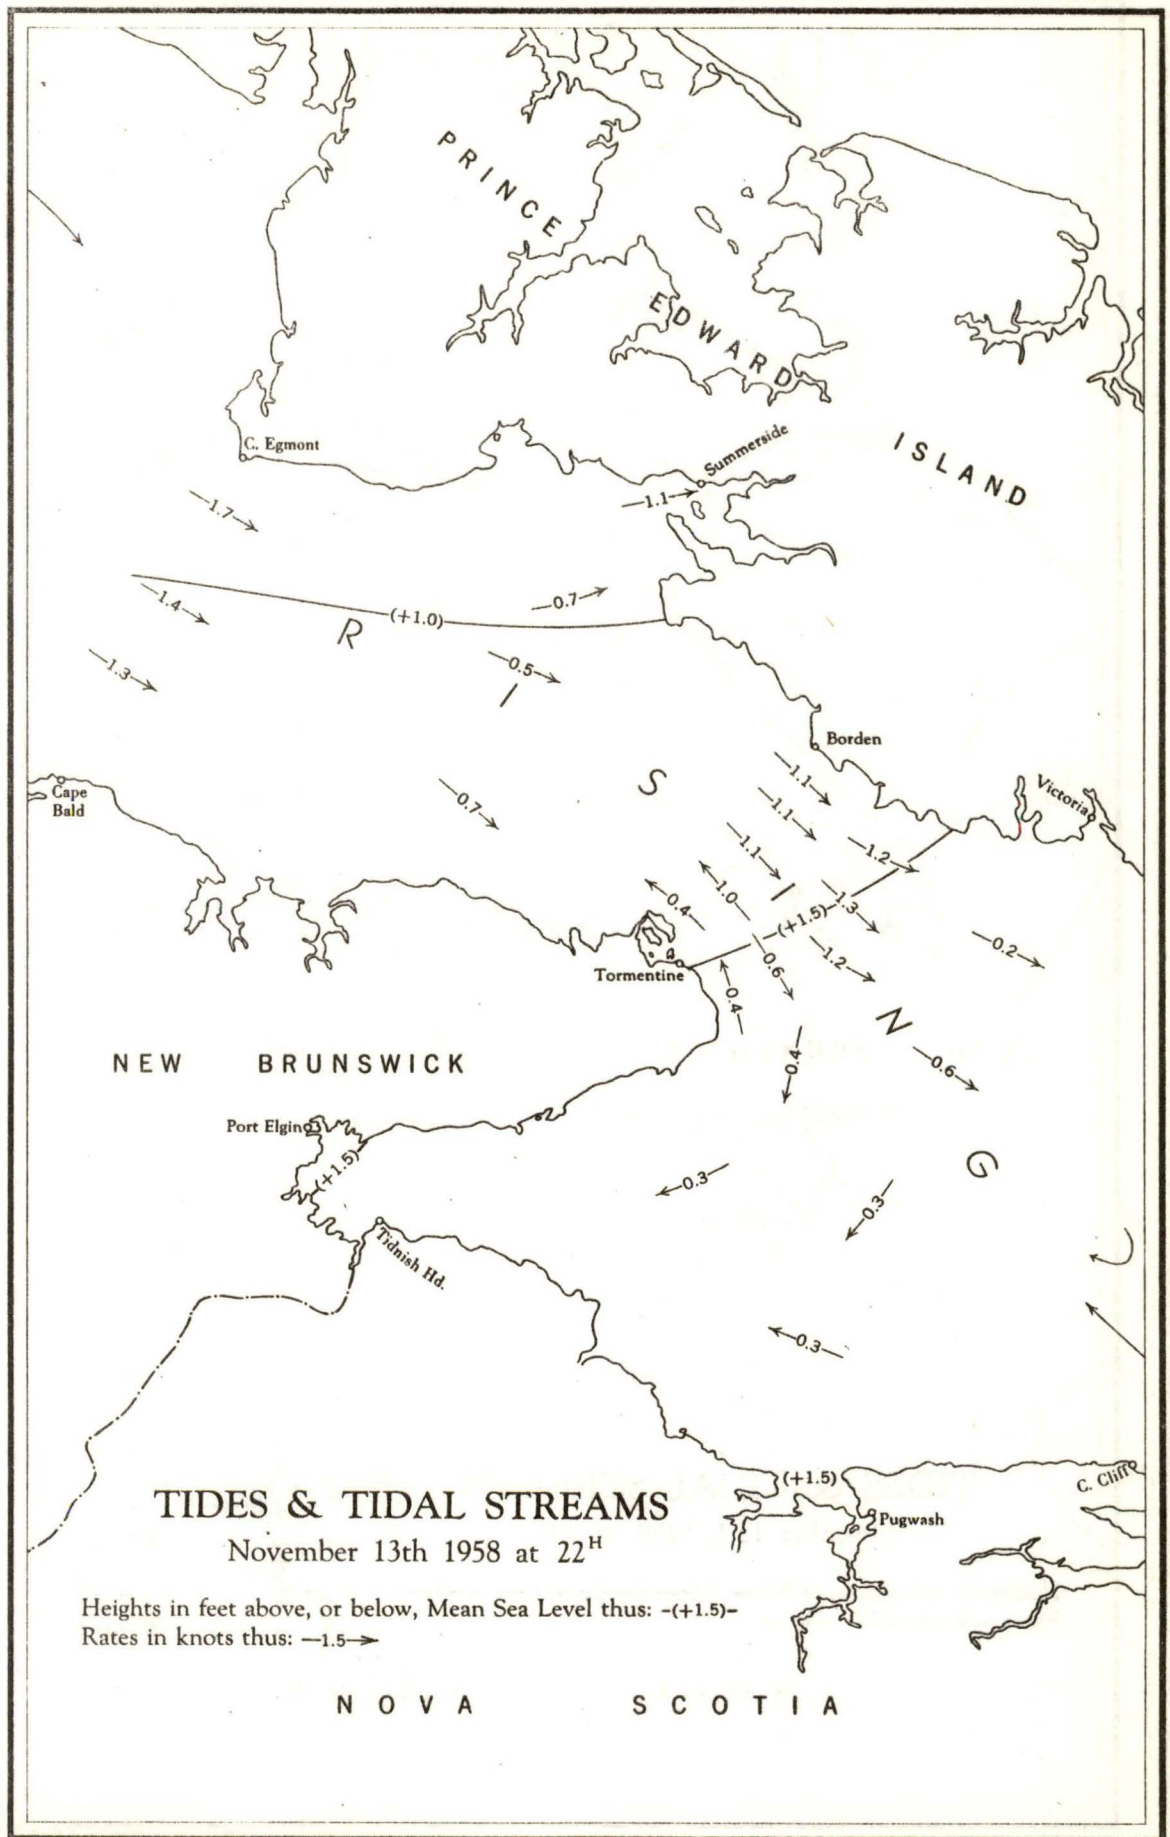 PRINCE
EDWARD
ISLAND
C. Egmont
Summerside
1.1
1.7
1.4
(+1.0)
0.7
R
1.3
0.5
I
Borden
Cape
Bald
S
1.1
Victoria
0.7
1.1
1.1
1.2
I
1.0
0.4
1.3
(+1.5)
0.2
1.2
0.6
Tormentine
0.4
N
0.4
0.6
NEW BRUNSWICK
Port Elgin
(+1.5)
G
0.3
0.3
Tidnish Hd.
0.3
(+1.5)
C. Cliff
Pugwash
TIDES & TIDAL STREAMS
November 13th 1958 at 22H
Heights in feet above, or below, Mean Sea Level thus: -(+1.5)-
Rates in knots thus: —1.5→
NOVA SCOTIA